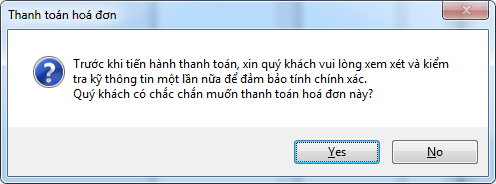 Thanh toán hoá đơn
Trước khi tiến hành thanh toán, xin quý khách vui lòng xem xét và kiểm
tra kỹ thông tin một lần nữa để đảm bảo tính chính xác.
Quý khách có chắc chắn muốn thanh toán hoá đơn này?
Yes
No